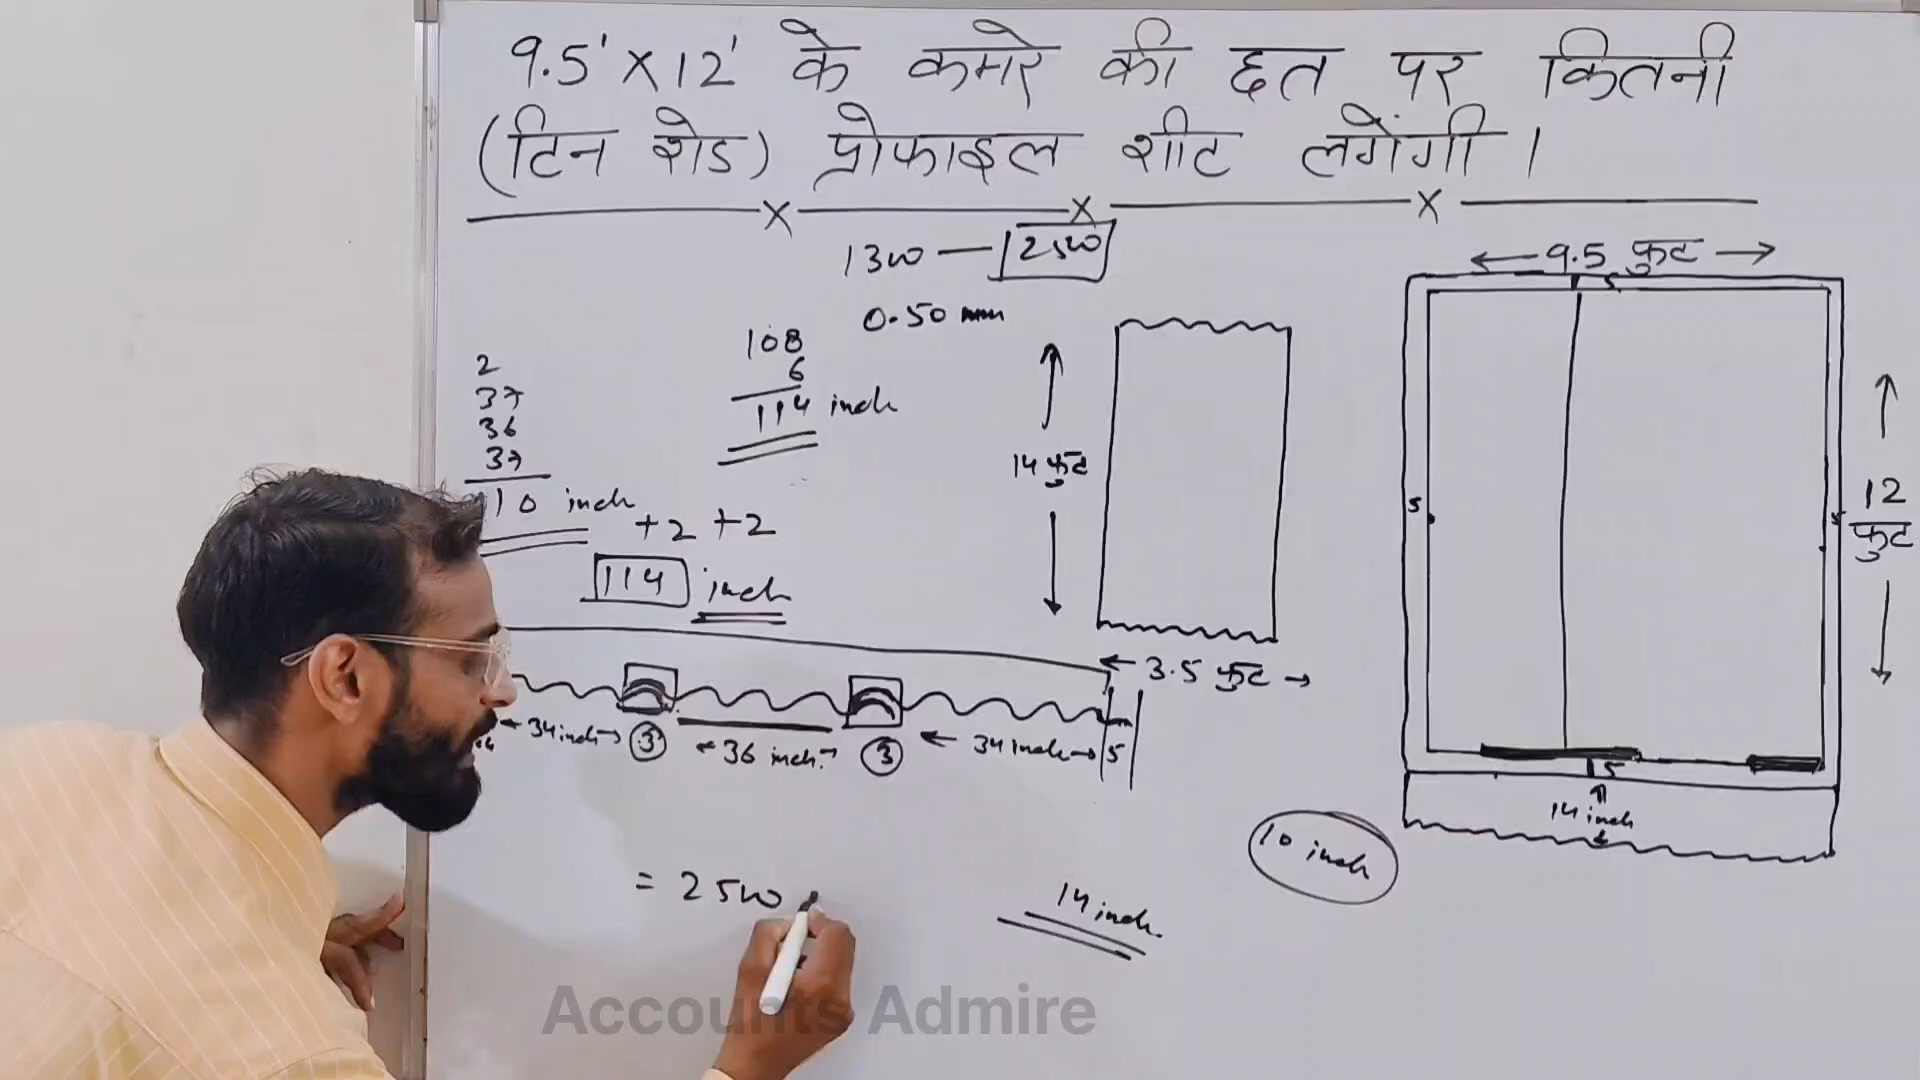 9.5' X 12' के कमरे की छत पर कितनी
(टिन शेड) प्रोफाइल शीट लगेंगी ।
X X X
1300 — 2500
0.50 mm
108
6
114 inch
2
37
36
37
10 inch
+2 +2
114 inch
14 फुट
3.5 फुट
9.5 फुट
5
5
5
12
फुट
5
14 inch
34 inch
3
36 inch
3
34 inch
5
10 inch
= 2500
14 inch
Accounts Admire